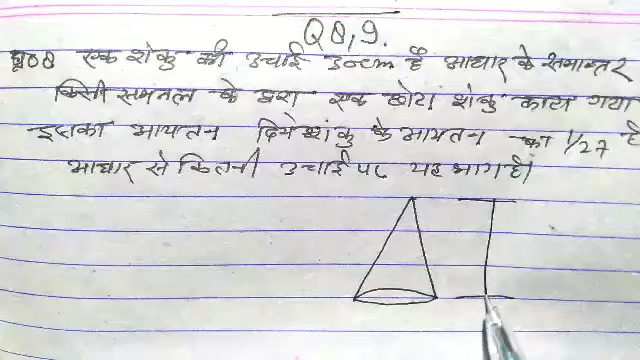 Q8,9.
प्र08 एक शंकु की उंचाई 30cm है आधार के समान्तर
किसी समतल के द्वारा एक छोटा शंकु काटा गया
इसका आयतन दिये शंकु के आयतन का 1/27 है
आधार से कितनी उंचाई पर यह भाग है।